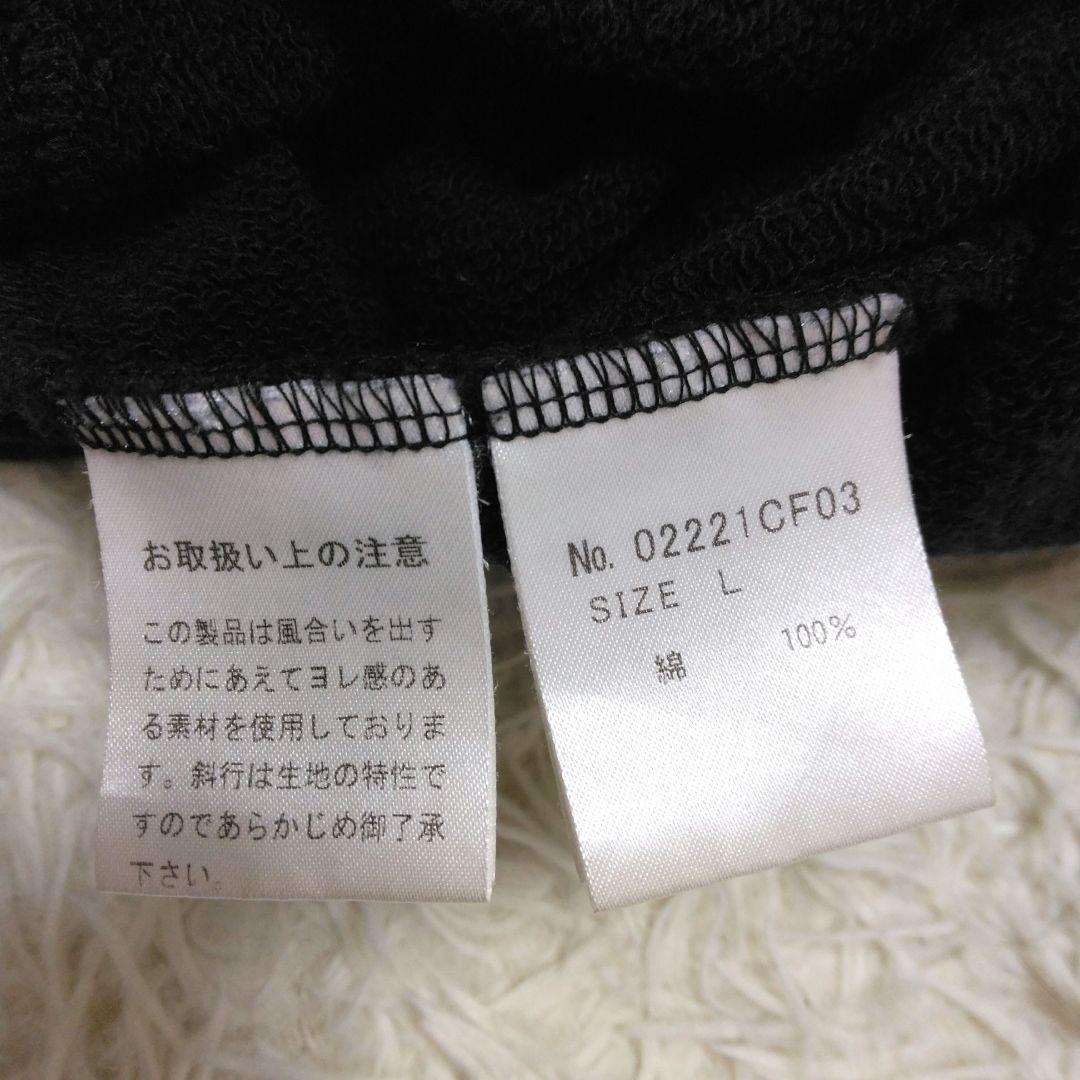 お取扱い上の注意
この製品は風合いを出す
ためにあえてヨレ感のあ
る素材を使用しておりま
す。斜行は生地の特性で
すのであらかじめ御了承
下さい。
No. 02221CF03
SIZE L
綿 100%